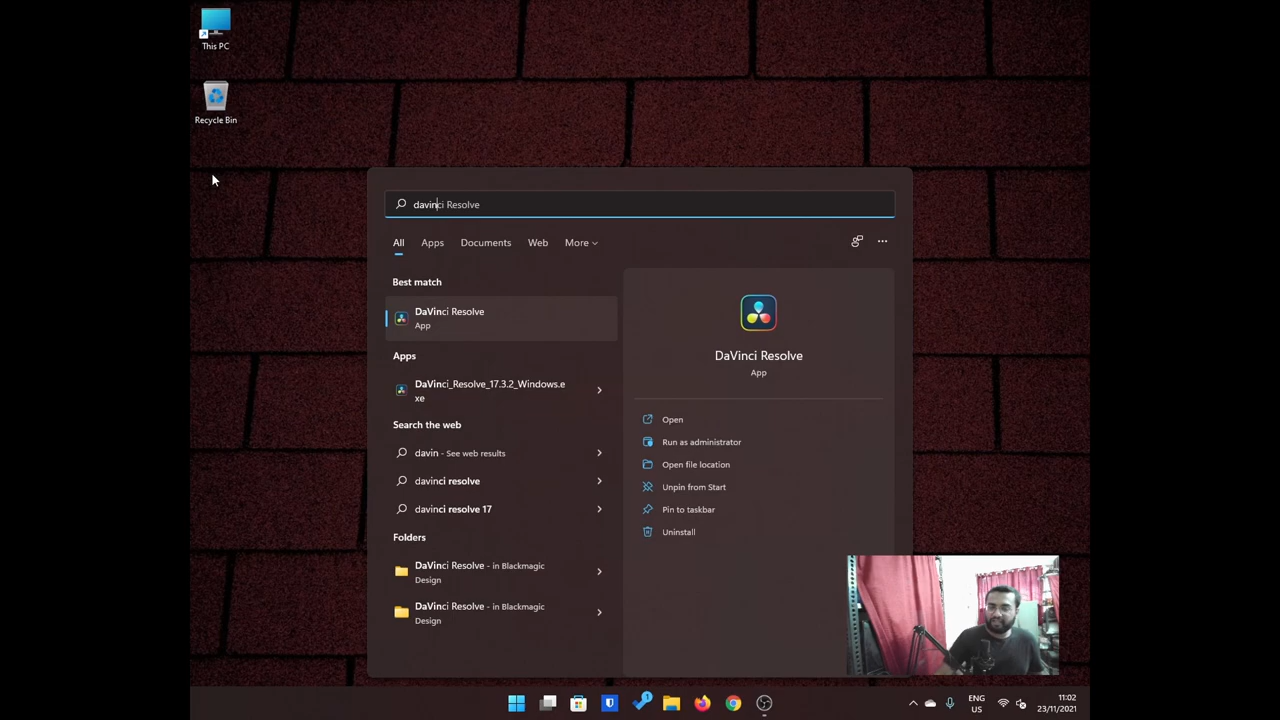 This PC
Recycle Bin
davinci Resolve
All Apps Documents Web More
Best match
DaVinci Resolve
App
Apps
DaVinci_Resolve_17.3.2_Windows.e
xe
Search the web
davin - See web results
davinci resolve
davinci resolve 17
Folders
DaVinci Resolve - in Blackmagic
Design
DaVinci Resolve - in Blackmagic
Design
DaVinci Resolve
App
Open
Run as administrator
Open file location
Unpin from Start
Pin to taskbar
Uninstall
1
ENG
US
11:02
23/11/2021